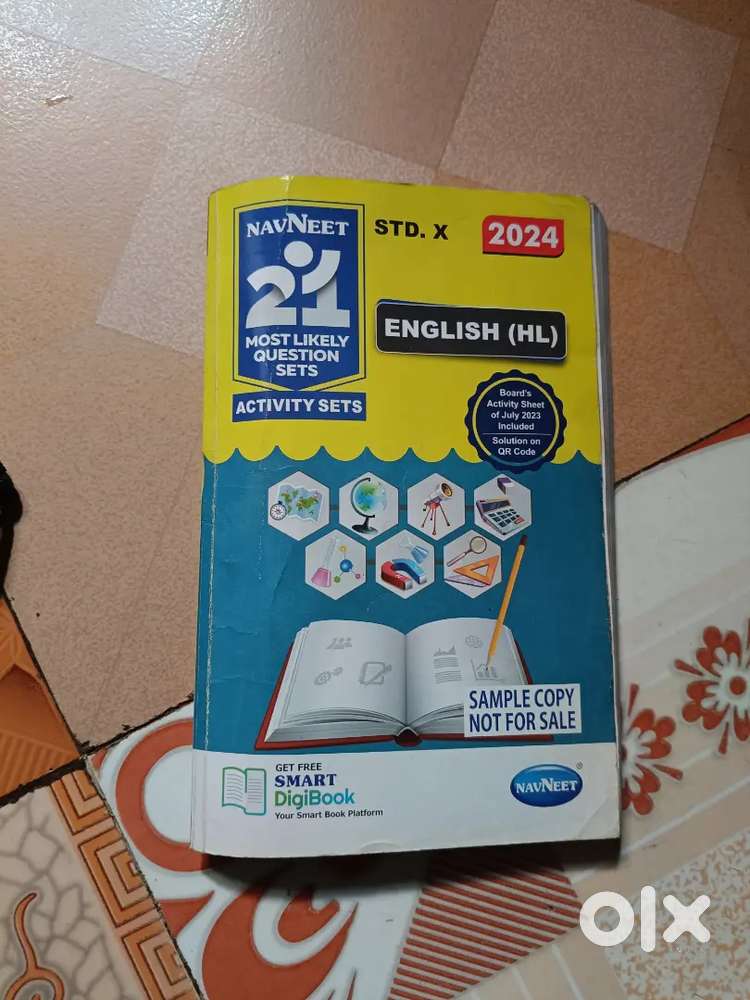 NAVNEET
21
MOST LIKELY
QUESTION
SETS
ACTIVITY SETS
STD. X
2024
ENGLISH (HL)
Board's
Activity Sheet
of July 2023
Included
Solution on
QR Code
SAMPLE COPY
NOT FOR SALE
GET FREE
SMART
DigiBook
Your Smart Book Platform
NAVNEET®
olx